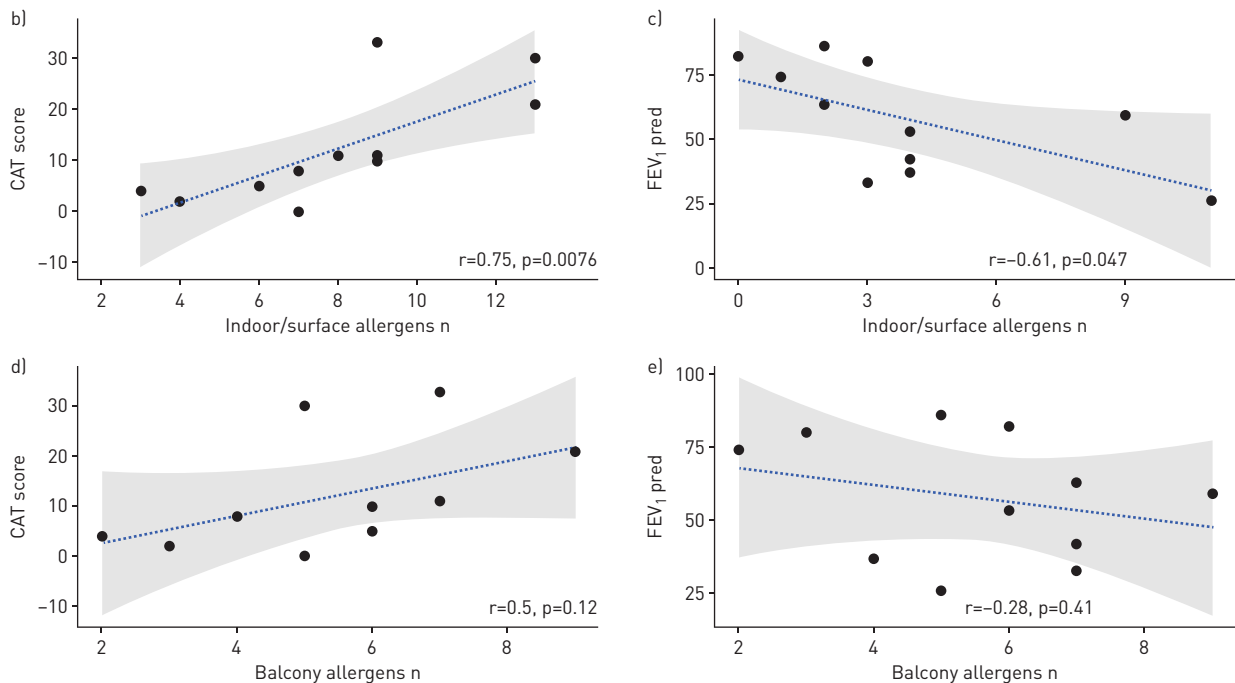 b)
30
20
10
0
−10
CAT score
2 4 6 8 10 12
Indoor/surface allergens n
r=0.75, p=0.0076
c)
75
50
25
0
FEV1 pred
0 3 6 9
Indoor/surface allergens n
r=−0.61, p=0.047
d)
30
20
10
0
−10
CAT score
2 4 6 8
Balcony allergens n
r=0.5, p=0.12
e)
100
75
50
25
FEV1 pred
2 4 6 8
Balcony allergens n
r=−0.28, p=0.41